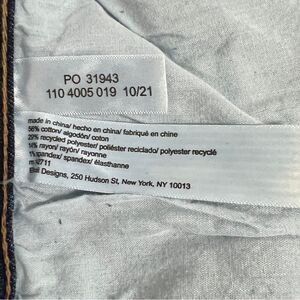 PO 31943
110 4005 019 10/21
made in china/ hecho en china/ fabriqué en chine
56% cotton/ algodón/ coton
29% recycled polyester/ poliéster reciclado/ polyester recyclé
14% rayon/ rayón/ rayonne
1% spandex/ spandex/ élasthanne
Designs, 250 Hudson St, New York, NY 10013